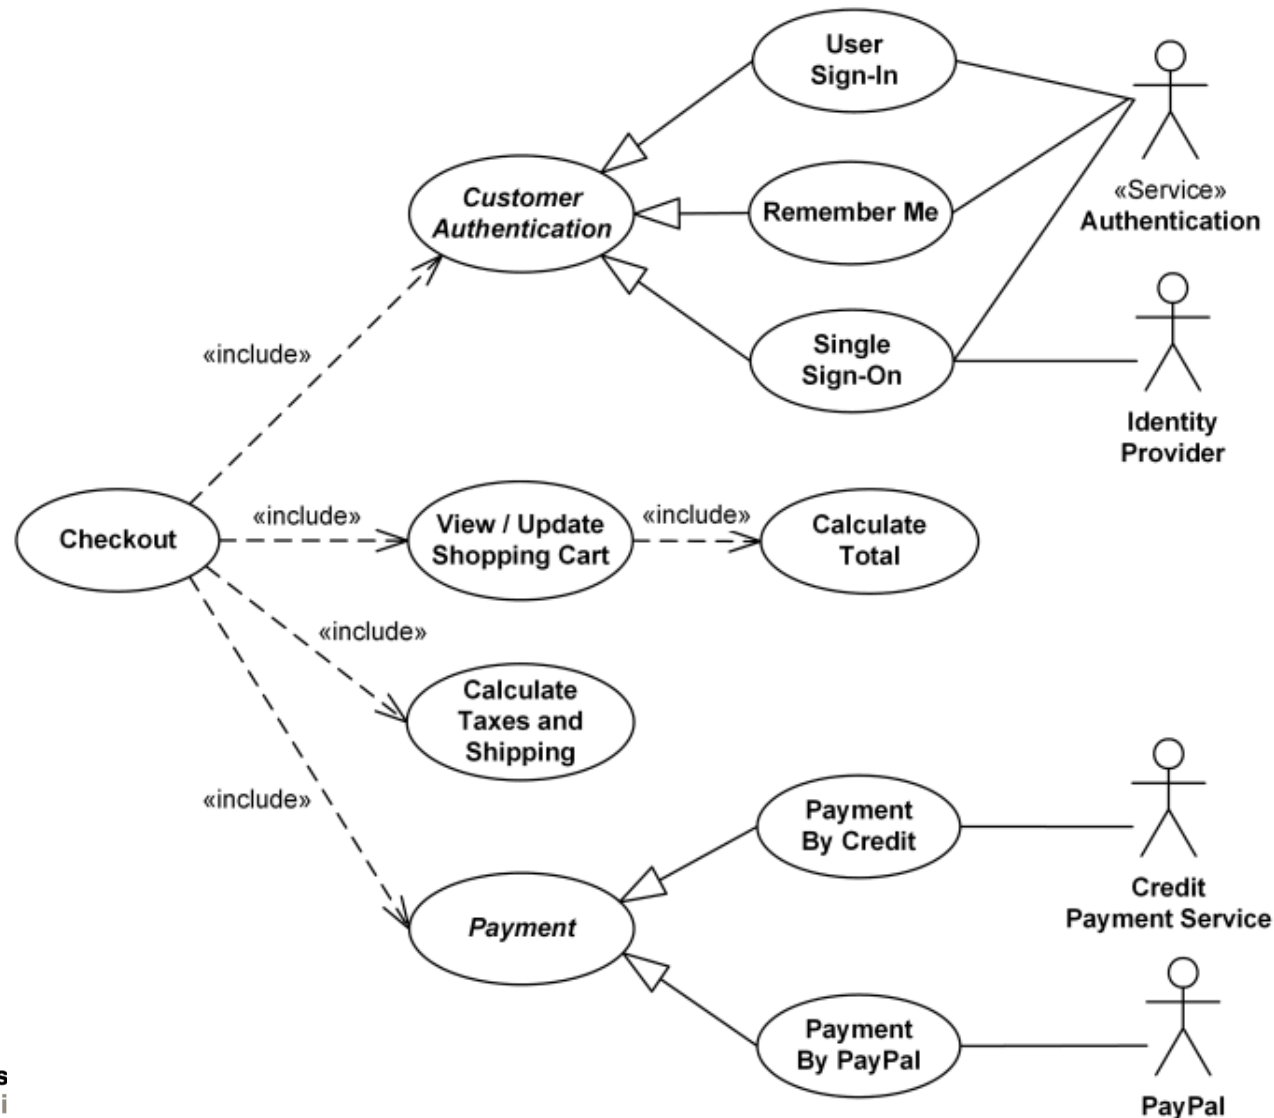 User
Sign-In
«Service»
Authentication
Customer
Authentication
Remember Me
Single
Sign-On
Identity
Provider
«include»
Checkout
«include»
View / Update
Shopping Cart
«include»
Calculate
Total
«include»
Calculate
Taxes and
Shipping
«include»
Payment
By Credit
Credit
Payment Service
Payment
Payment
By PayPal
PayPal